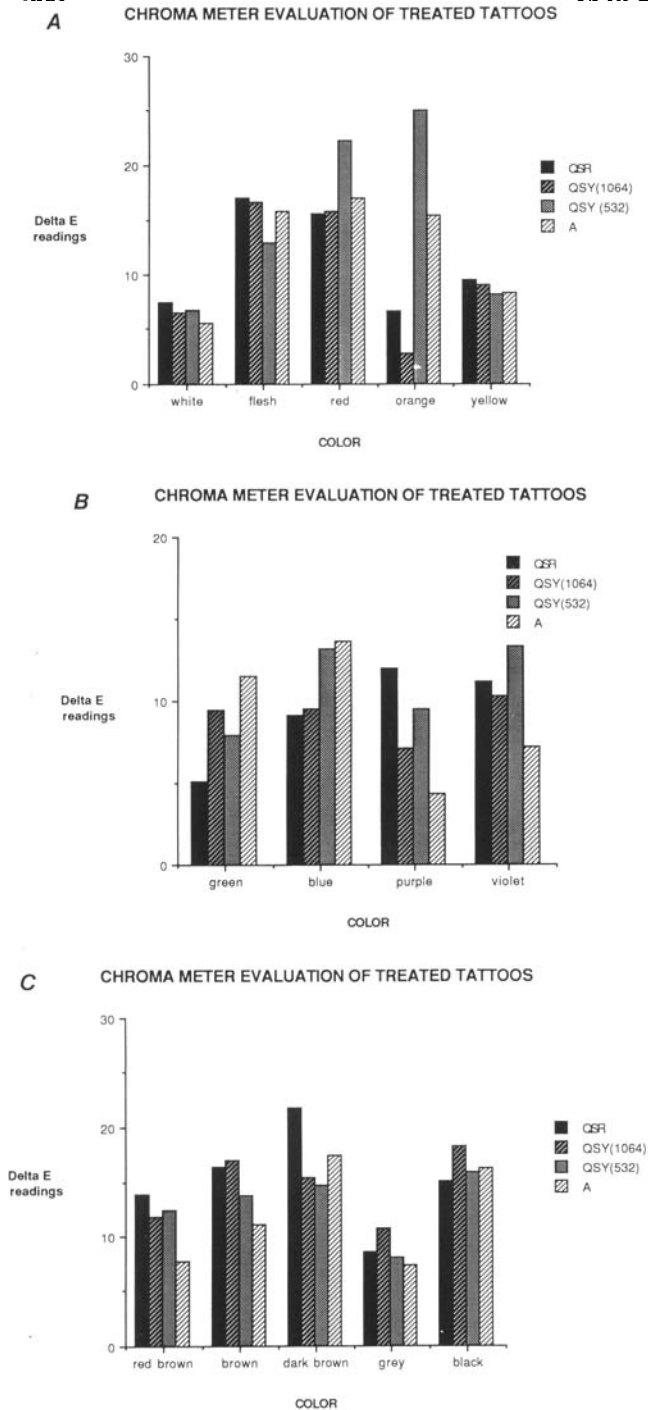 A
CHROMA METER EVALUATION OF TREATED TATTOOS
30
20
10
0
Delta E
readings
QSR
QSY(1064)
QSY (532)
A
white flesh red orange yellow
COLOR
B
CHROMA METER EVALUATION OF TREATED TATTOOS
20
10
0
Delta E
readings
QSR
QSY(1064)
QSY(532)
A
green blue purple violet
COLOR
C
CHROMA METER EVALUATION OF TREATED TATTOOS
30
20
10
0
Delta E
readings
QSR
QSY(1064)
QSY(532)
A
red brown brown dark brown grey black
COLOR